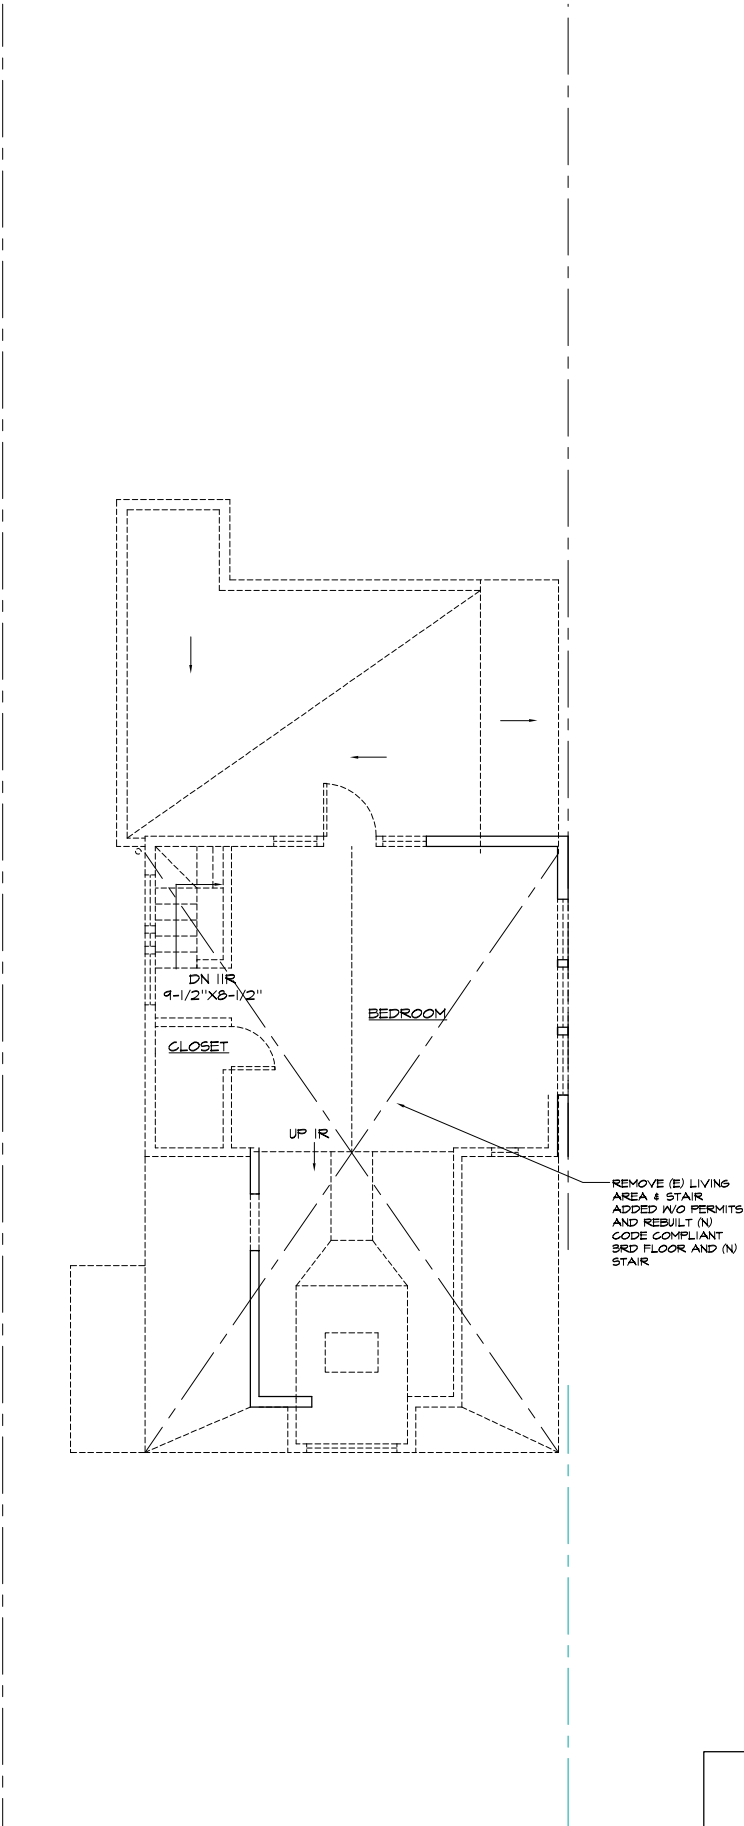 DN 11R
9-1/2"X8-1/2"
BEDROOM
CLOSET
UP 1R
REMOVE (E) LIVING
AREA & STAIR
ADDED W/O PERMITS
AND REBUILT (N)
CODE COMPLIANT
3RD FLOOR AND (N)
STAIR